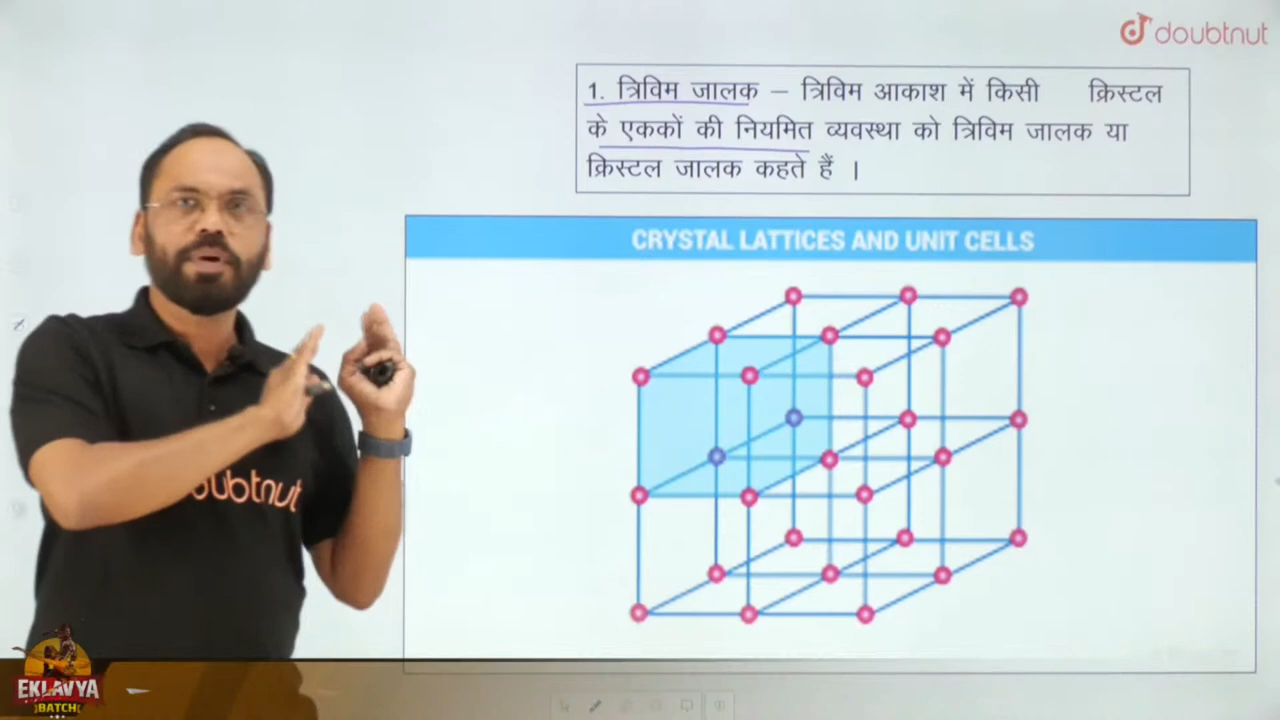 doubtnut
1. त्रिविम जालक – त्रिविम आकाश में किसी क्रिस्टल
के एककों की नियमित व्यवस्था को त्रिविम जालक या
क्रिस्टल जालक कहते हैं ।
CRYSTAL LATTICES AND UNIT CELLS
doubtnut
EKLAVYA
BATCH